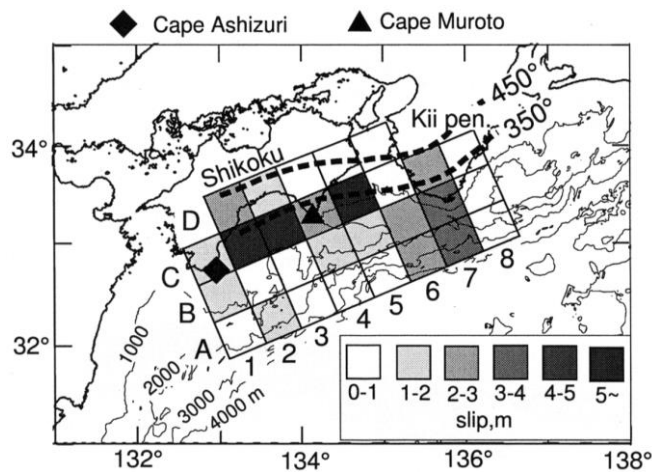 Cape Ashizuri
Cape Muroto
Kii pen.
450°
350°
Shikoku
34°
32°
D
C
B
A
1
2
3
4
5
6
7
8
1000
2000
3000
4000 m
0-1
1-2
2-3
3-4
4-5
5~
slip,m
132°
134°
136°
138°